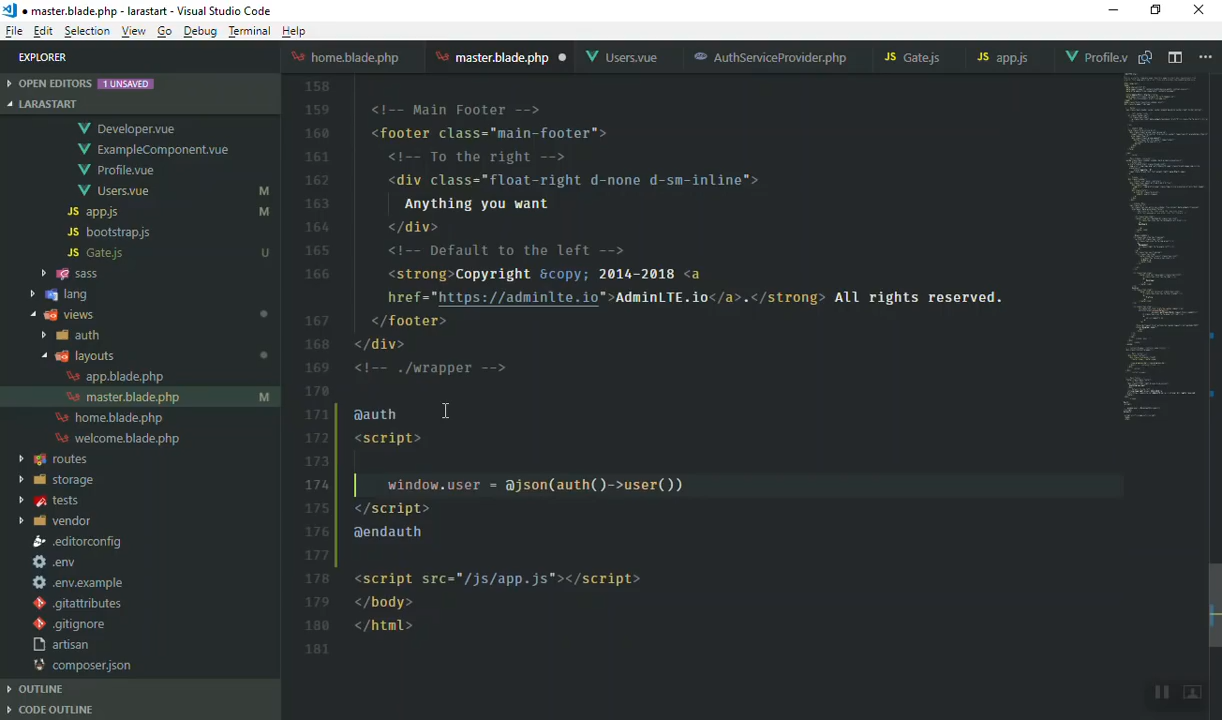 ● master.blade.php - larastart - Visual Studio Code
File Edit Selection View Go Debug Terminal Help
EXPLORER
OPEN EDITORS 1 UNSAVED
LARASTART
Developer.vue
ExampleComponent.vue
Profile.vue
Users.vue M
JS app.js M
JS bootstrap.js
JS Gate.js U
sass
lang
views
auth
layouts
app.blade.php
master.blade.php M
home.blade.php
welcome.blade.php
routes
storage
tests
vendor
.editorconfig
.env
.env.example
.gitattributes
.gitignore
artisan
composer.json
OUTLINE
CODE OUTLINE
home.blade.php master.blade.php ● Users.vue AuthServiceProvider.php JS Gate.js JS app.js Profile.v ...
158
159 <!-- Main Footer -->
160 <footer class="main-footer">
161 <!-- To the right -->
162 <div class="float-right d-none d-sm-inline">
163 Anything you want
164 </div>
165 <!-- Default to the left -->
166 <strong>Copyright &copy; 2014-2018 <a
href="https://adminlte.io">AdminLTE.io</a>.</strong> All rights reserved.
167 </footer>
168 </div>
169 <!-- ./wrapper -->
170
171 @auth
172 <script>
173
174 window.user = @json(auth()->user())
175 </script>
176 @endauth
177
178 <script src="/js/app.js"></script>
179 </body>
180 </html>
181